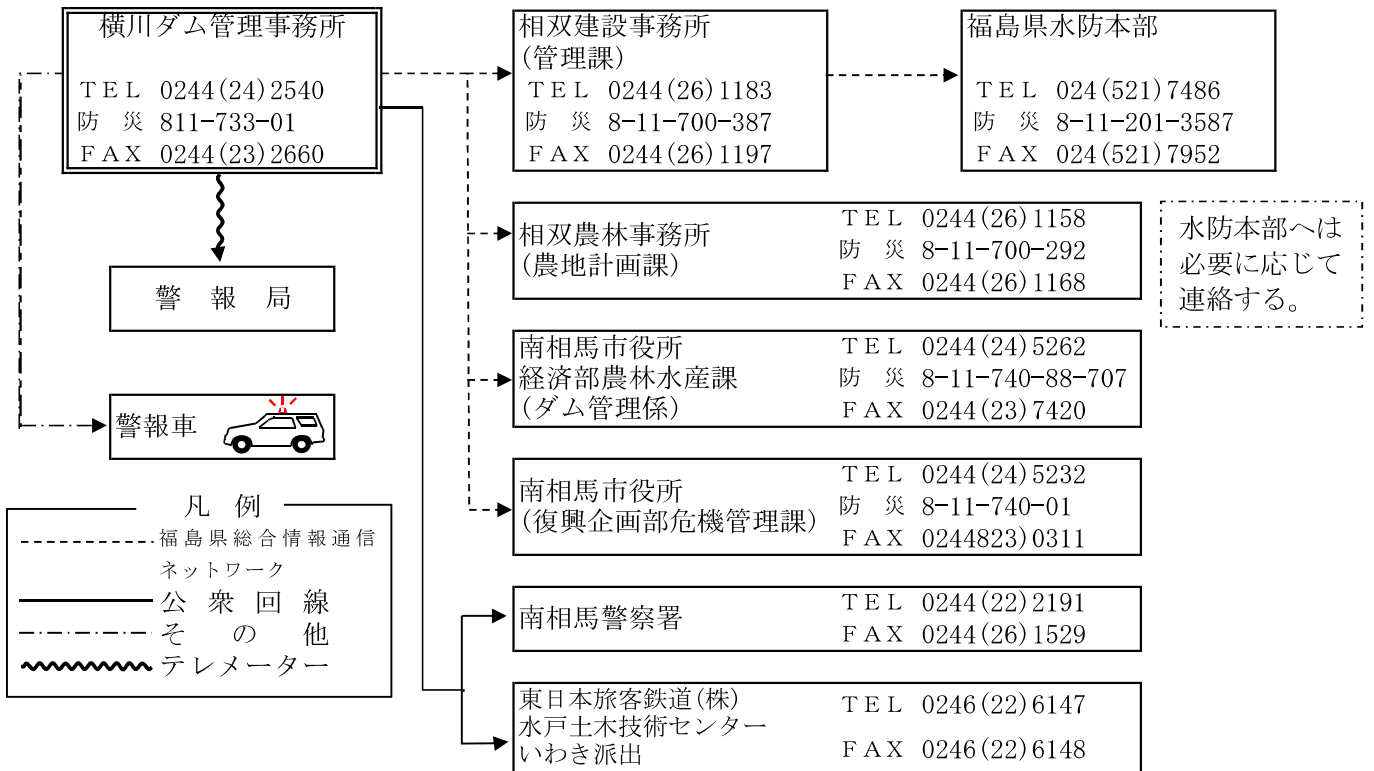 横川ダム管理事務所
TEL 0244(24)2540
防 災 811-733-01
FAX 0244(23)2660
相双建設事務所
(管理課)
TEL 0244(26)1183
防 災 8-11-700-387
FAX 0244(26)1197
福島県水防本部
TEL 024(521)7486
防 災 8-11-201-3587
FAX 024(521)7952
相双農林事務所
(農地計画課)
TEL 0244(26)1158
防 災 8-11-700-292
FAX 0244(26)1168
水防本部へは
必要に応じて
連絡する。
警 報 局
南相馬市役所
経済部農林水産課
(ダム管理係)
TEL 0244(24)5262
防 災 8-11-740-88-707
FAX 0244(23)7420
警報車
南相馬市役所
(復興企画部危機管理課)
TEL 0244(24)5232
防 災 8-11-740-01
FAX 0244823)0311
凡 例
福島県総合情報通信
ネットワーク
公衆回線
そ の 他
テレメーター
南相馬警察署
TEL 0244(22)2191
FAX 0244(26)1529
東日本旅客鉄道(株)
水戸土木技術センター
いわき派出
TEL 0246(22)6147
FAX 0246(22)6148